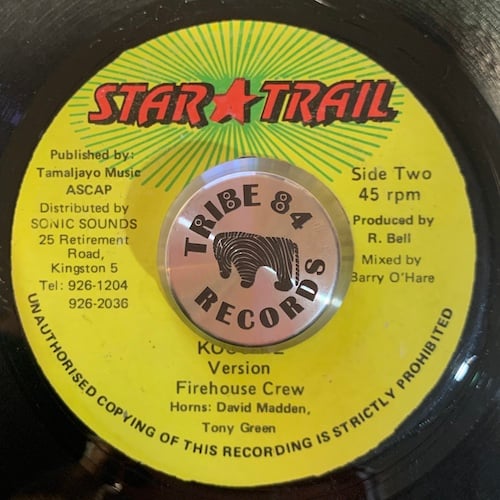 STAR TRAIL
Published by:
Tamaljayo Music
ASCAP
Distributed by
SONIC SOUNDS
25 Retirement
Road,
Kingston 5
Tel: 926-1204
926-2036
Side Two
45 rpm
Produced by
R. Bell
Mixed by
Barry O'Hare
TRIBE 84
RECORDS
Version
Firehouse Crew
Horns: David Madden,
Tony Green
UNAUTHORISED COPYING OF THIS RECORDING IS STRICTLY PROHIBITED